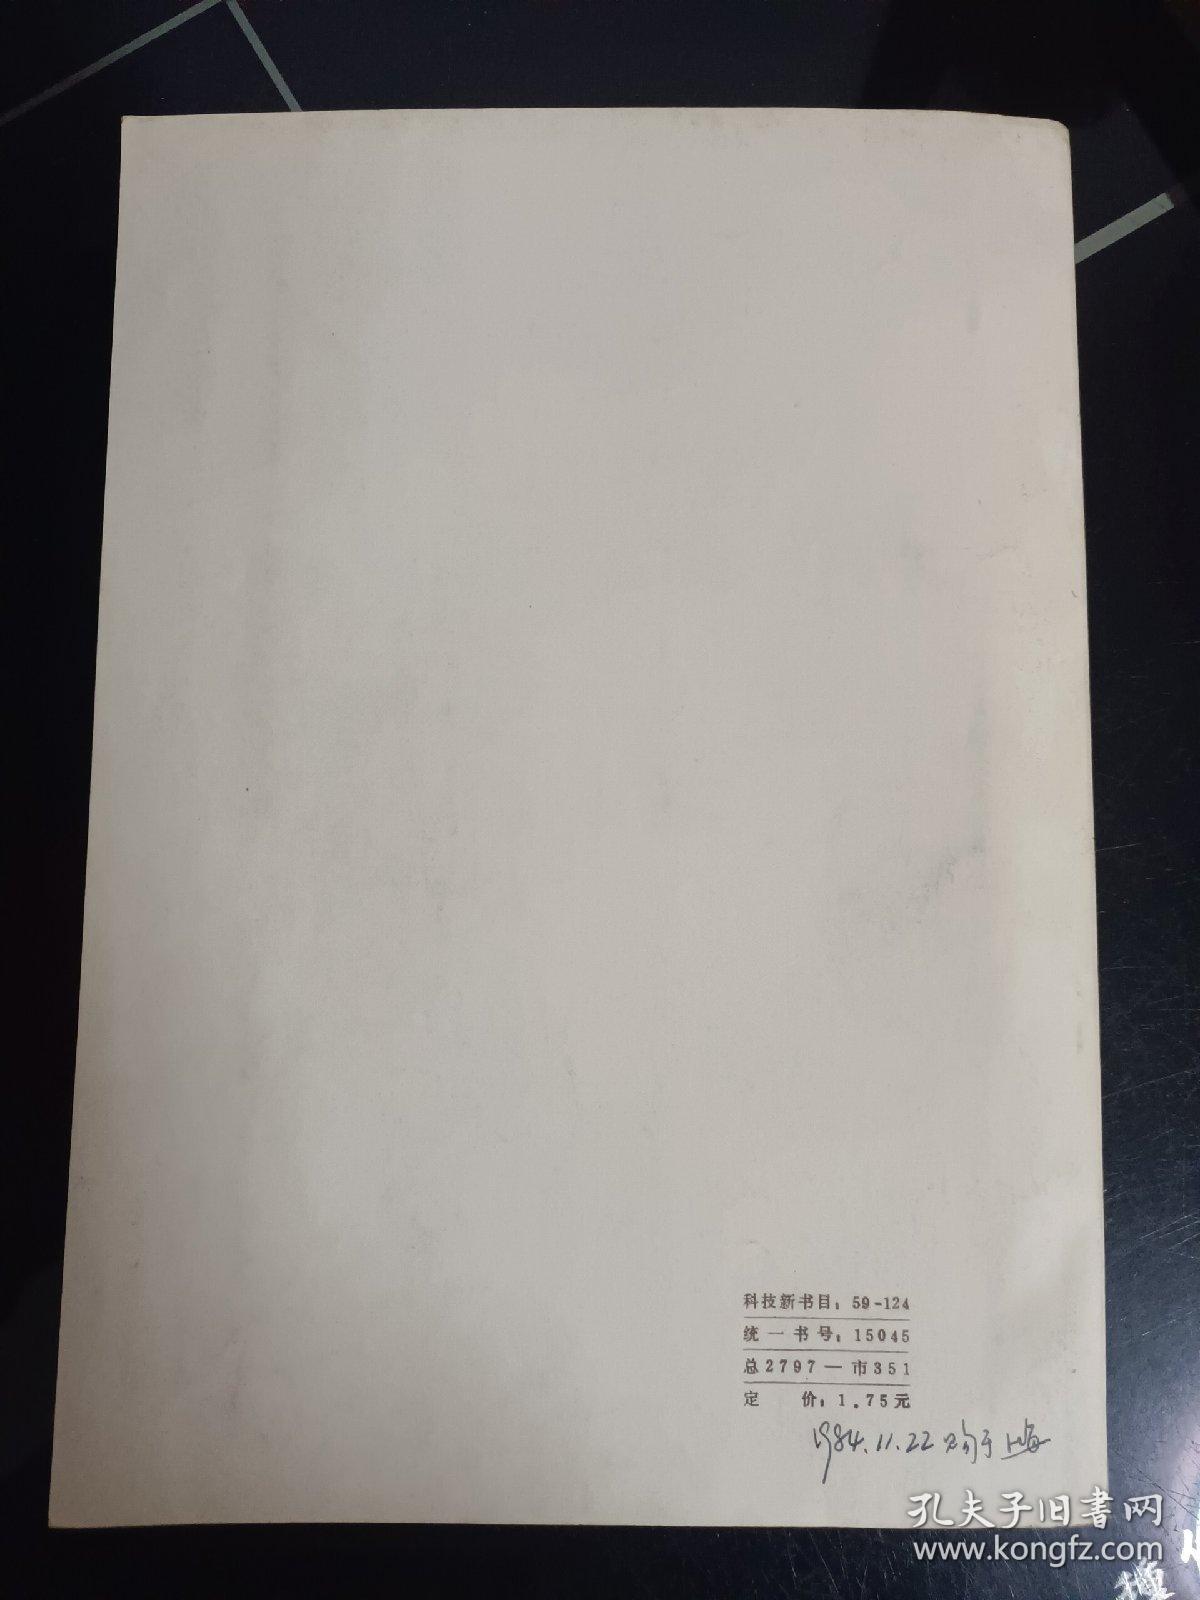 科技新书目：59-124
统一书号：15045
总2797—市351
定价：1.75元
1984.11.22购于上海
孔夫子旧书网
www.kongfz.com